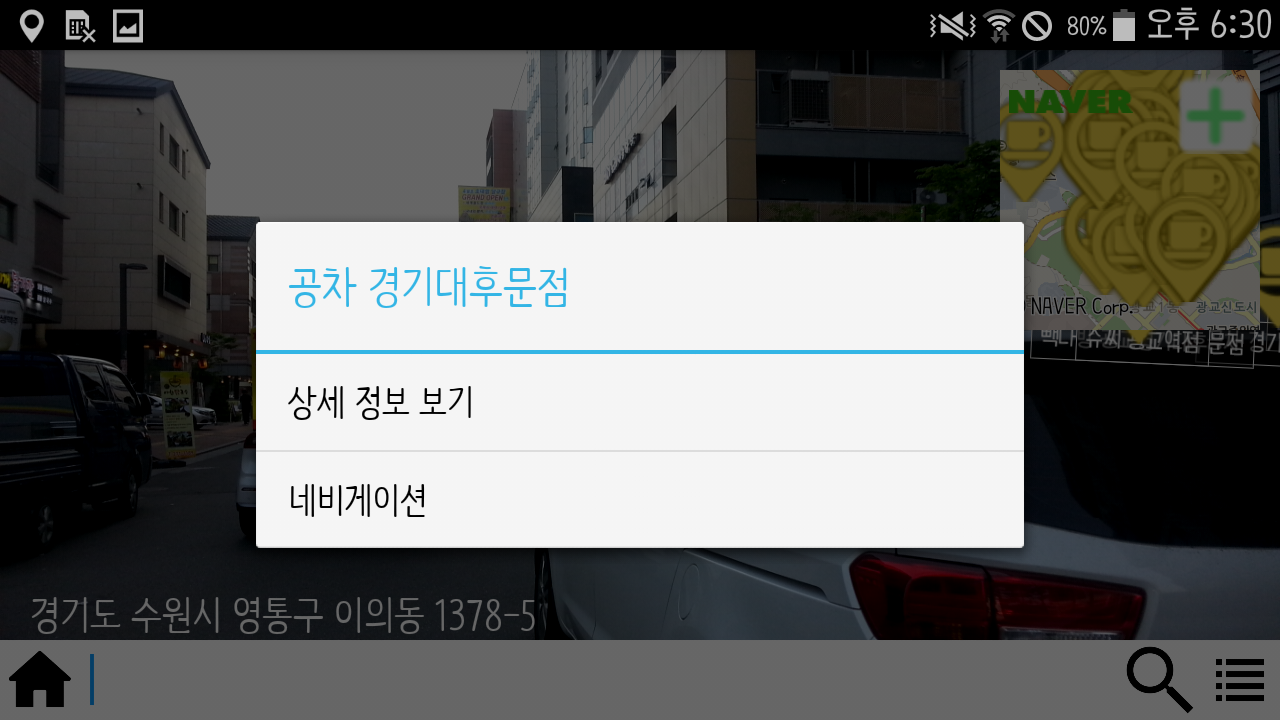 80% 오후 6:30
NAVER
GRAND OPEN
공차 경기대후문점
NAVER Corp.
광교신도시
상세 정보 보기
네비게이션
경기도 수원시 영통구 이의동 1378-5